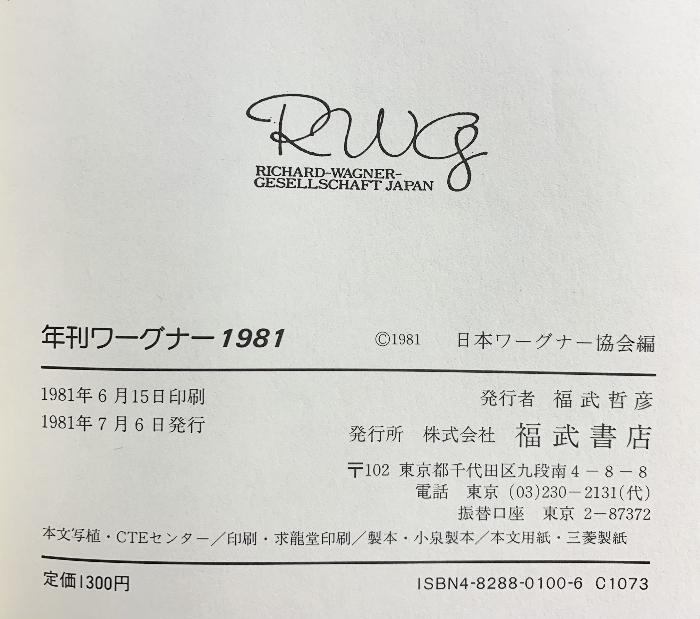 RWG
RICHARD-WAGNER-
GESELLSCHAFT JAPAN
年刊ワーグナー1981 ©1981 日本ワーグナー協会編
1981年6月15日印刷
1981年7月6日発行
発行者 福武哲彦
発行所 株式会社 福武書店
〒102 東京都千代田区九段南4-8-8
電話 東京 (03)230-2131(代)
振替口座 東京 2-87372
本文写植・CTEセンター/印刷・求龍堂印刷/製本・小泉製本/本文用紙・三菱製紙
定価1300円 ISBN4-8288-0100-6 C1073